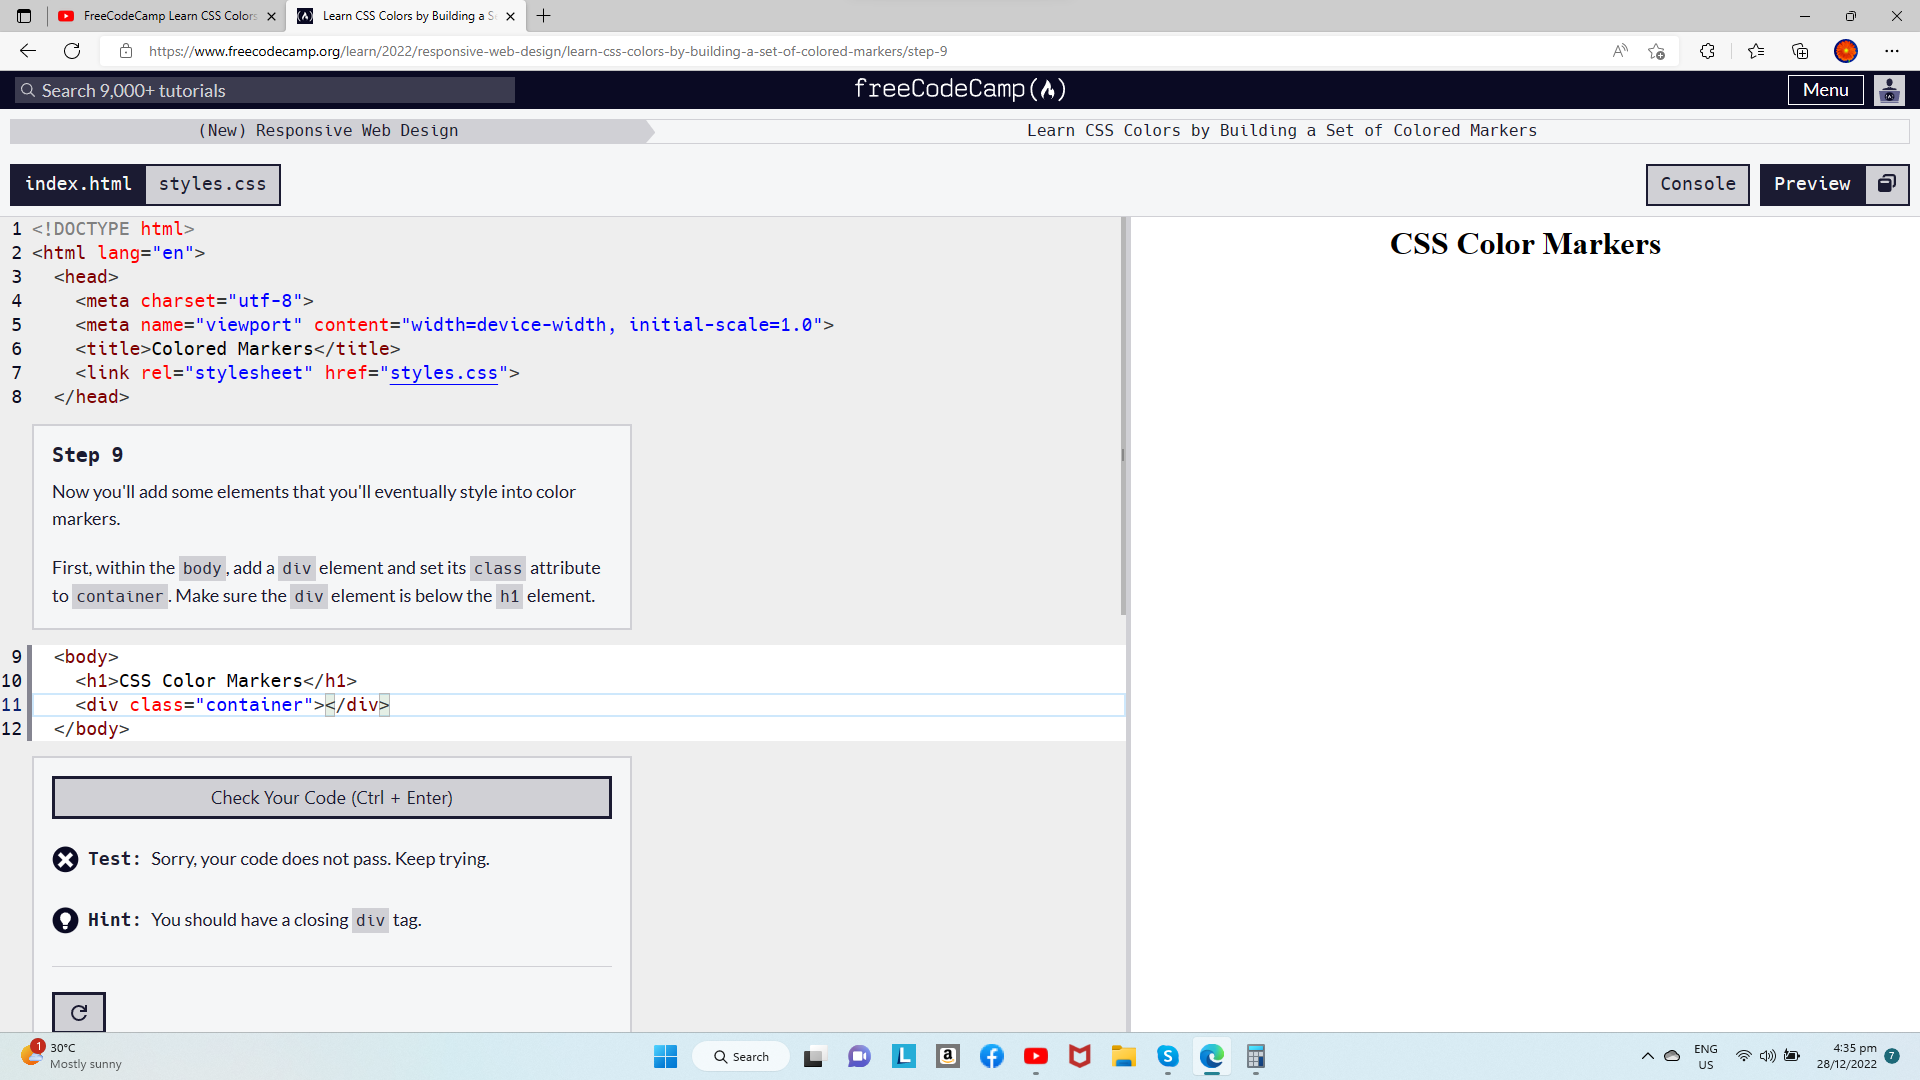 FreeCodeCamp Learn CSS Colors
Learn CSS Colors by Building a Se
https://www.freecodecamp.org/learn/2022/responsive-web-design/learn-css-colors-by-building-a-set-of-colored-markers/step-9
Search 9,000+ tutorials
freeCodeCamp
Menu
(New) Responsive Web Design
Learn CSS Colors by Building a Set of Colored Markers
index.html
styles.css
Console
Preview
1 <!DOCTYPE html>
2 <html lang="en">
3 <head>
4 <meta charset="utf-8">
5 <meta name="viewport" content="width=device-width, initial-scale=1.0">
6 <title>Colored Markers</title>
7 <link rel="stylesheet" href="styles.css">
8 </head>
CSS Color Markers
Step 9
Now you'll add some elements that you'll eventually style into color
markers.
First, within the body, add a div element and set its class attribute
to container. Make sure the div element is below the h1 element.
9 <body>
10 <h1>CSS Color Markers</h1>
11 <div class="container"></div>
12 </body>
Check Your Code (Ctrl + Enter)
Test: Sorry, your code does not pass. Keep trying.
Hint: You should have a closing div tag.
1
30°C
Mostly sunny
Search
L
a
S
ENG
US
4:35 pm
28/12/2022
7